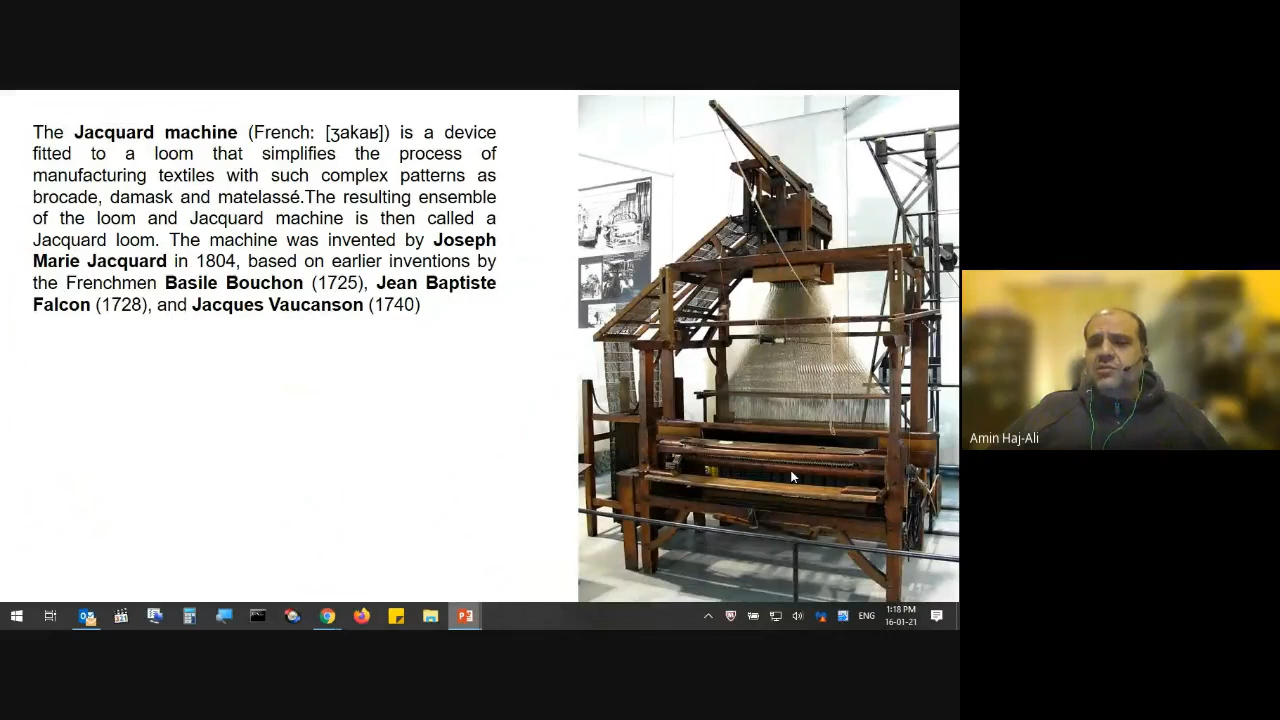 The Jacquard machine (French: [ʒakaʁ]) is a device
fitted to a loom that simplifies the process of
manufacturing textiles with such complex patterns as
brocade, damask and matelassé.The resulting ensemble
of the loom and Jacquard machine is then called a
Jacquard loom. The machine was invented by Joseph
Marie Jacquard in 1804, based on earlier inventions by
the Frenchmen Basile Bouchon (1725), Jean Baptiste
Falcon (1728), and Jacques Vaucanson (1740)
Amin Haj-Ali
ENG
1:18 PM
16-01-21